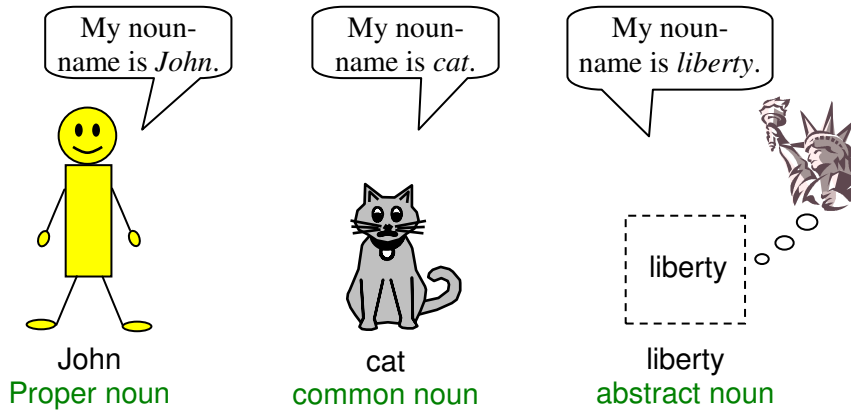 My noun-
name is John.
My noun-
name is cat.
My noun-
name is liberty.
liberty
John
Proper noun
cat
common noun
liberty
abstract noun